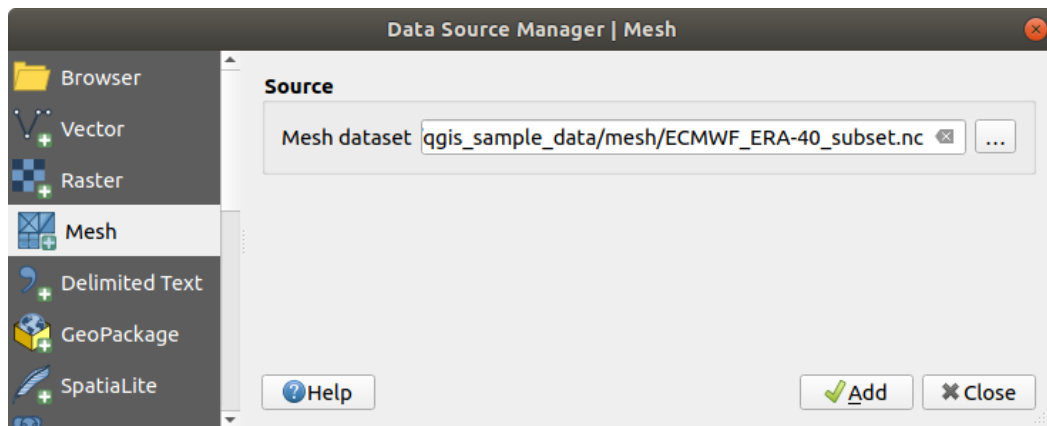 Data Source Manager | Mesh
Browser
Vector
Raster
Mesh
Delimited Text
GeoPackage
SpatiaLite
Source
Mesh dataset
qgis_sample_data/mesh/ECMWF_ERA-40_subset.nc
...
Help
Add
Close